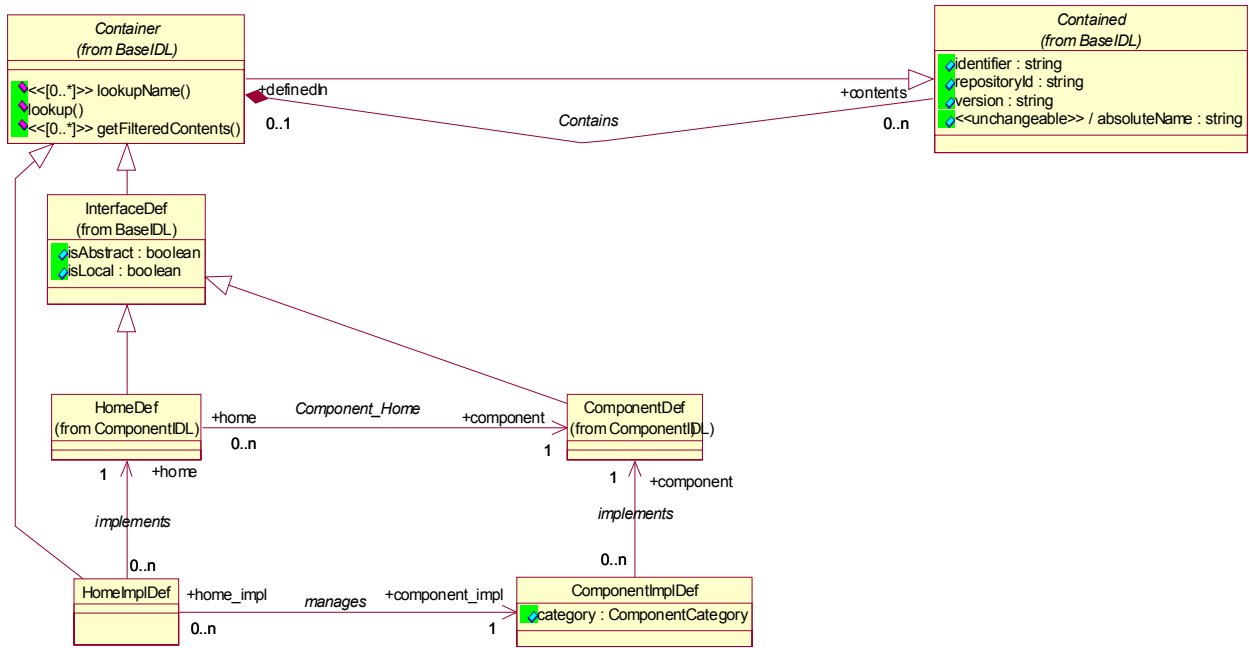 Container
(from BaseIDL)
<<[0..*]>> lookupName()
lookup()
<<[0..*]>> getFilteredContents()
Contained
(from BaseIDL)
identifier : string
repositoryId : string
version : string
<<unchangeable>> / absoluteName : string
+definedIn
0..1
Contains
+contents
0..n
InterfaceDef
(from BaseIDL)
isAbstract : boolean
isLocal : boolean
HomeDef
(from ComponentIDL)
+home
0..n
Component_Home
+component
1
ComponentDef
(from ComponentIDL)
1
+home
implements
0..n
1
+component
implements
0..n
HomeImplDef
+home_impl
0..n
manages
+component_impl
1
ComponentImplDef
category : ComponentCategory